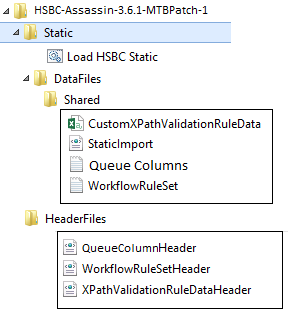 HSBC-Assassin-3.6.1-MTBPatch-1
Static
Load HSBC Static
DataFiles
Shared
CustomXPathValidationRuleData
StaticImport
Queue Columns
WorkflowRuleSet
HeaderFiles
QueueColumnHeader
WorkflowRuleSetHeader
XPathValidationRuleDataHeader